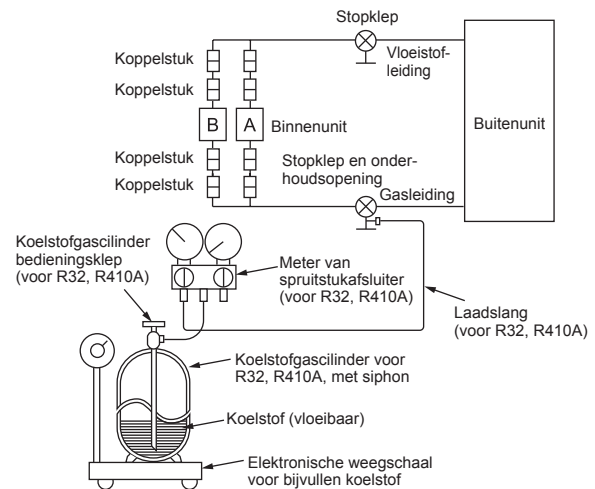 Stopklep
Koppelstuk
Vloeistof-
leiding
Koppelstuk
B
A
Binnenunit
Buitenunit
Koppelstuk
Stopklep en onder-
houdsopening
Koppelstuk
Gasleiding
Koelstofgascilinder
bedieningsklep
(voor R32, R410A)
Meter van
spruitstukafsluiter
(voor R32, R410A)
Laadslang
(voor R32, R410A)
Koelstofgascilinder voor
R32, R410A, met siphon
Koelstof (vloeibaar)
Elektronische weegschaal
voor bijvullen koelstof